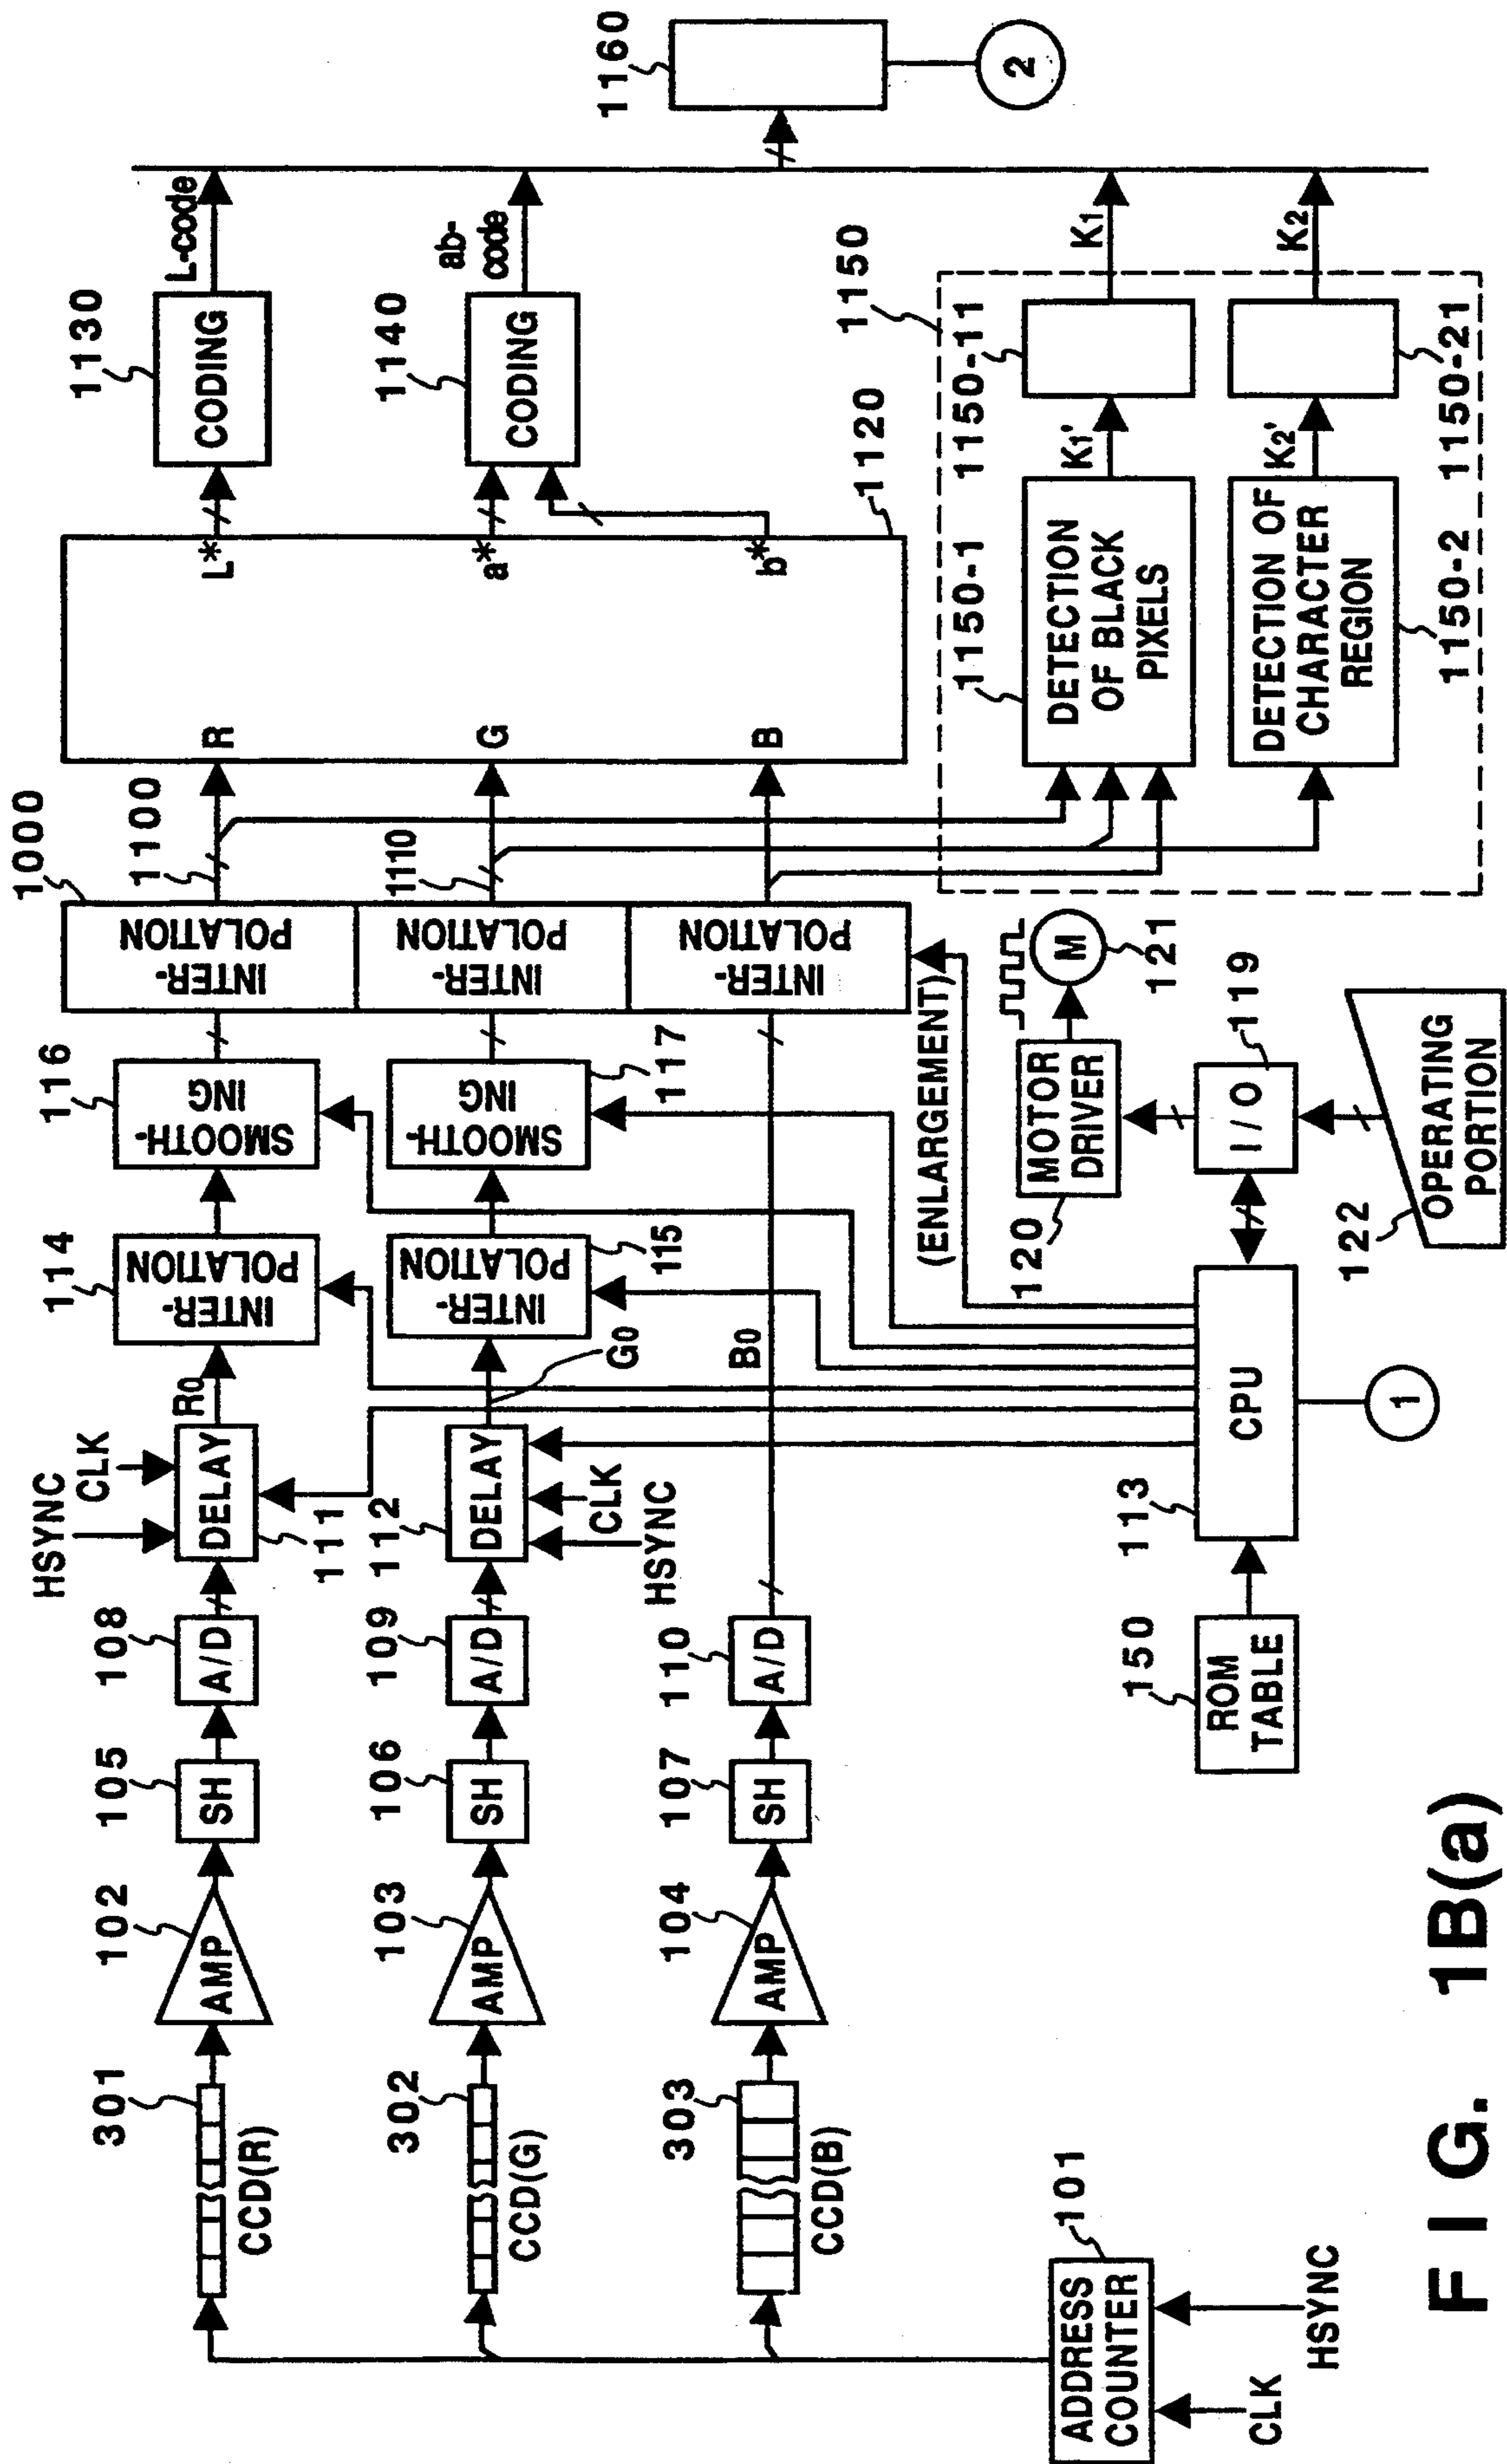 301
CCD(R)
102
AMP
105
SH
108
A/D
HSYNC
CLK
DELAY
111
R0
114
INTER-
POLATION
116
SMOOTH-
ING
1000
INTER-
POLATION
1100
R
L*
1130
CODING
L-code
302
CCD(G)
103
AMP
106
SH
109
A/D
112
DELAY
CLK
HSYNC
G0
115
INTER-
POLATION
117
SMOOTH-
ING
INTER-
POLATION
1110
G
a*
1140
CODING
ab-
code
1160
2
303
CCD(B)
104
AMP
107
SH
110
A/D
B0
INTER-
POLATION
B
b*
1120
(ENLARGEMENT)
1150
1150-1
DETECTION
OF BLACK
PIXELS
K1'
1150-11
K1
DETECTION OF
CHARACTER
REGION
1150-2
K2'
1150-21
K2
101
ADDRESS
COUNTER
CLK
HSYNC
150
ROM
TABLE
113
CPU
1
120
MOTOR
DRIVER
M
121
I/O
119
122
OPERATING
PORTION
FIG. 1B(a)